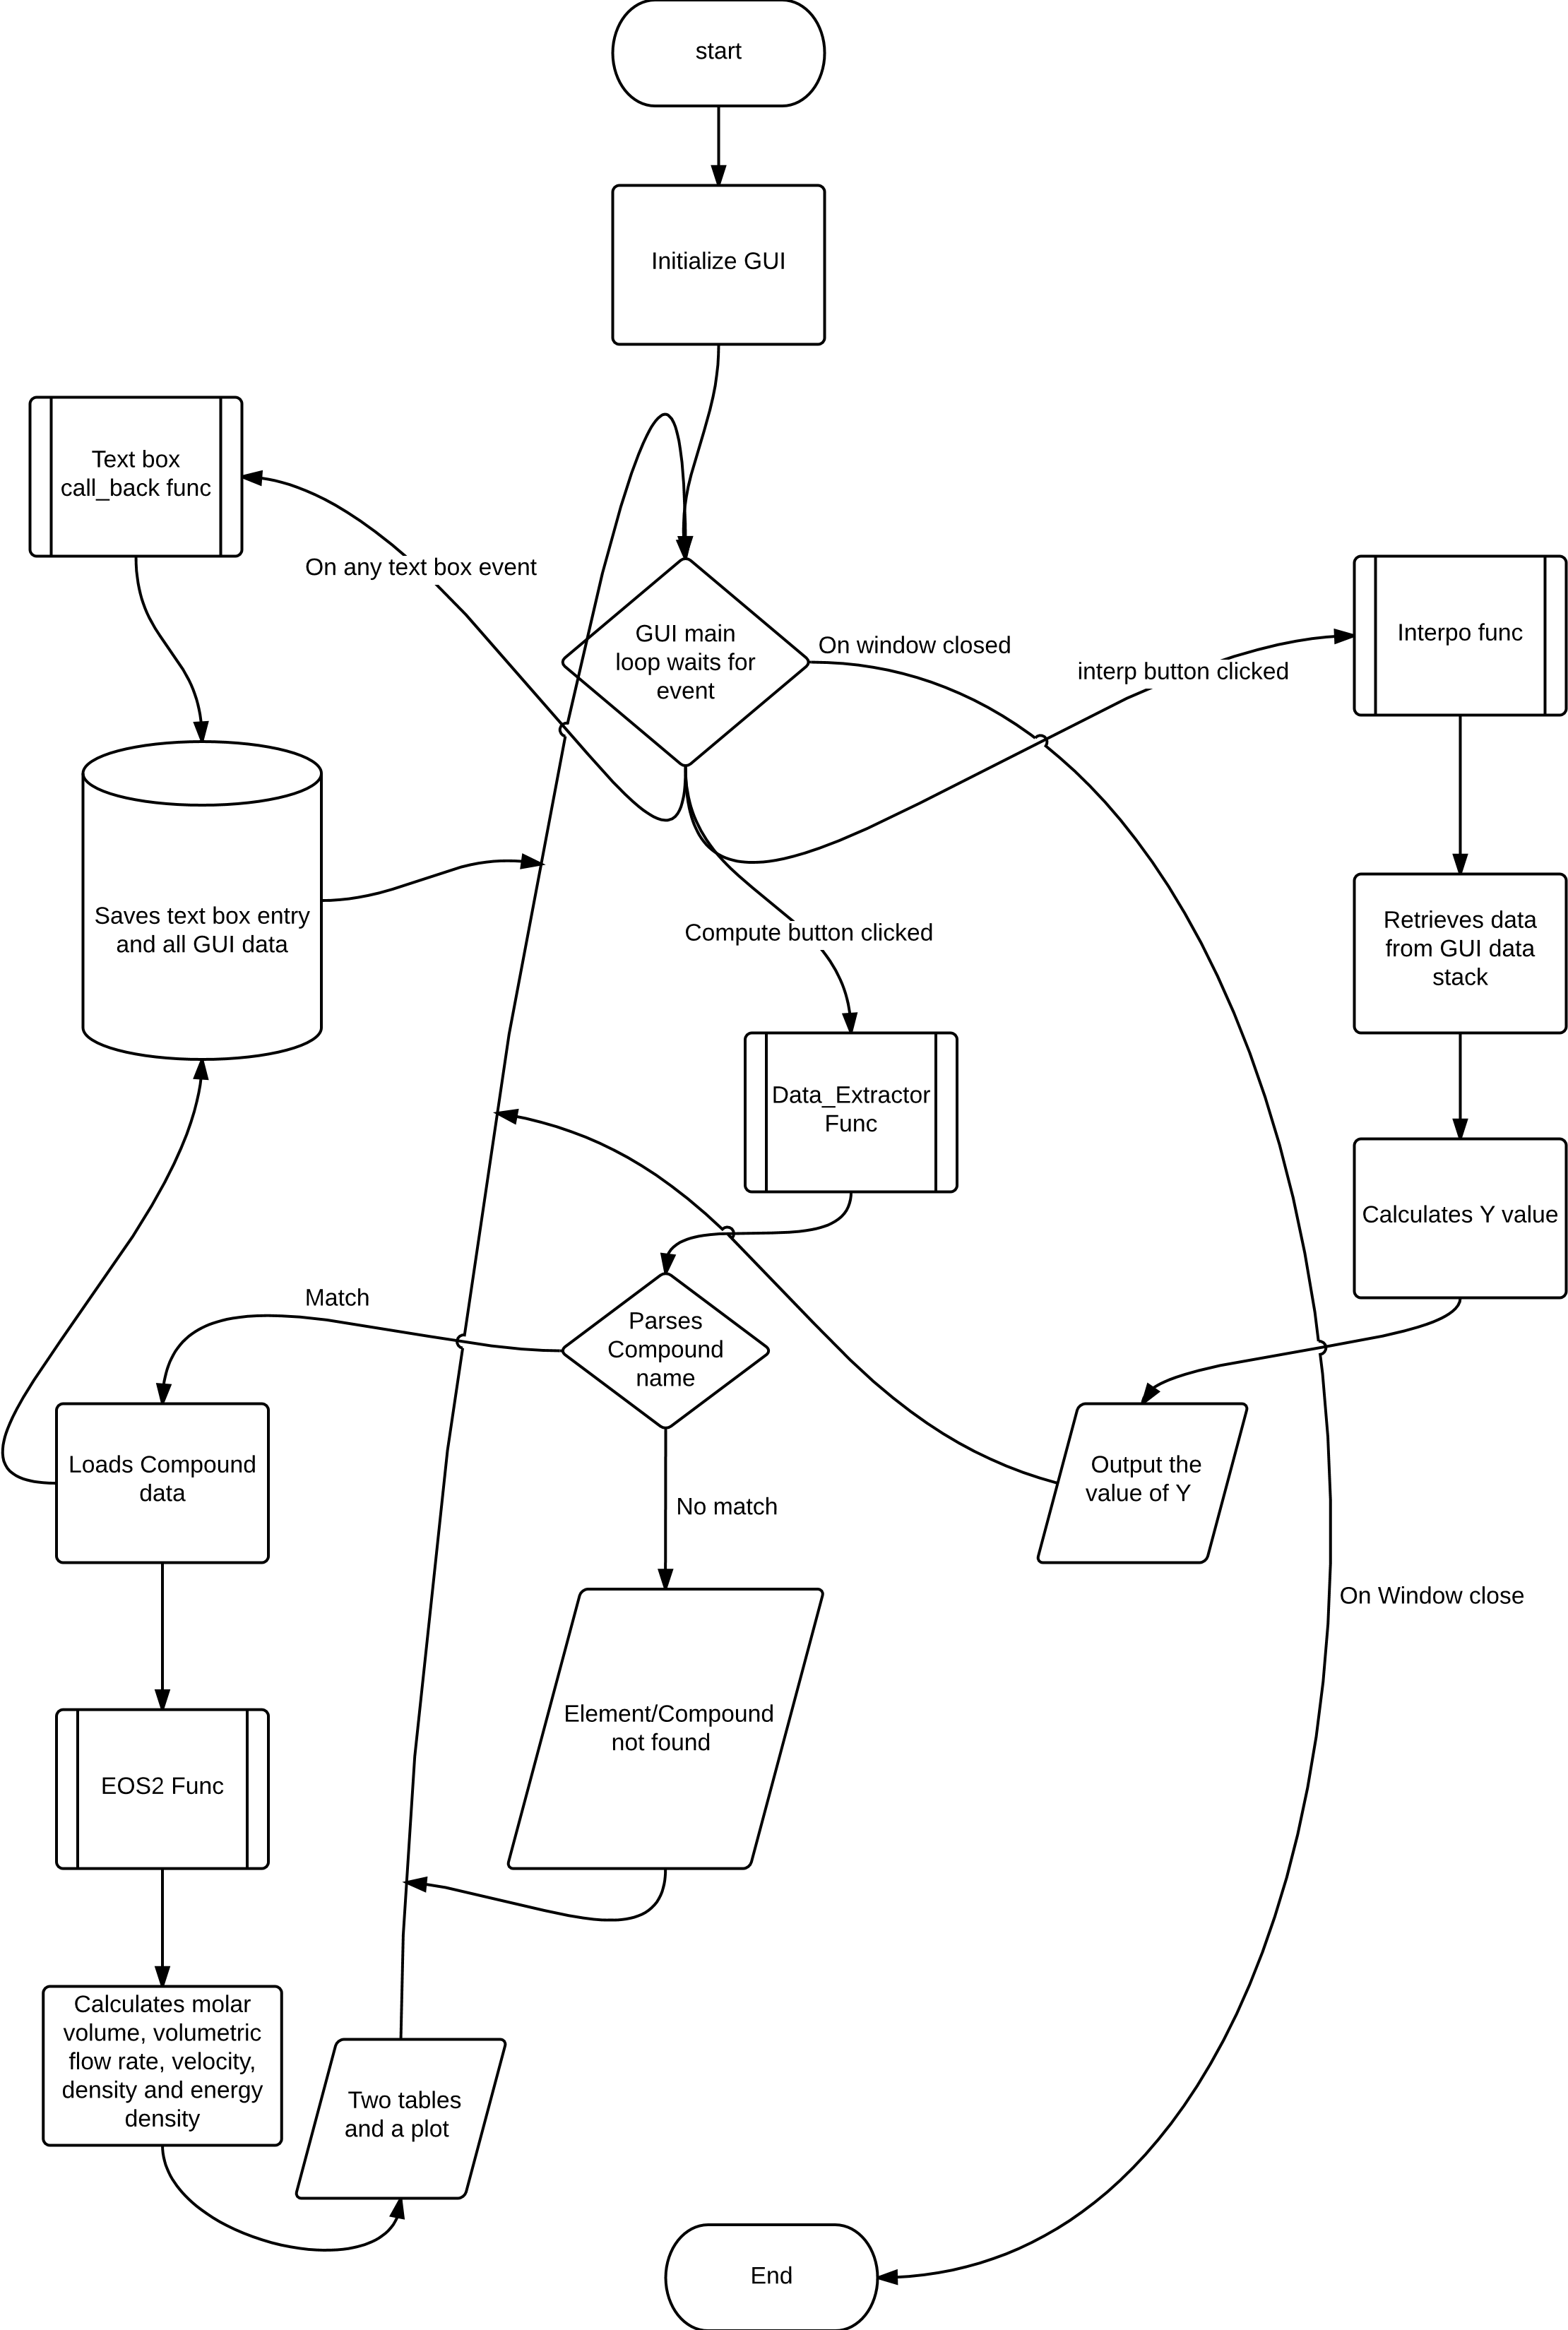 start
Initialize GUI
Text box
call_back func
On any text box event
GUI main
loop waits for
event
On window closed
interp button clicked
Interpo func
Saves text box entry
and all GUI data
Compute button clicked
Retrieves data
from GUI data
stack
Data_Extractor
Func
Calculates Y value
Match
Parses
Compound
name
Loads Compound
data
No match
Output the
value of Y
On Window close
Element/Compound
not found
EOS2 Func
Calculates molar
volume, volumetric
flow rate, velocity,
density and energy
density
Two tables
and a plot
End